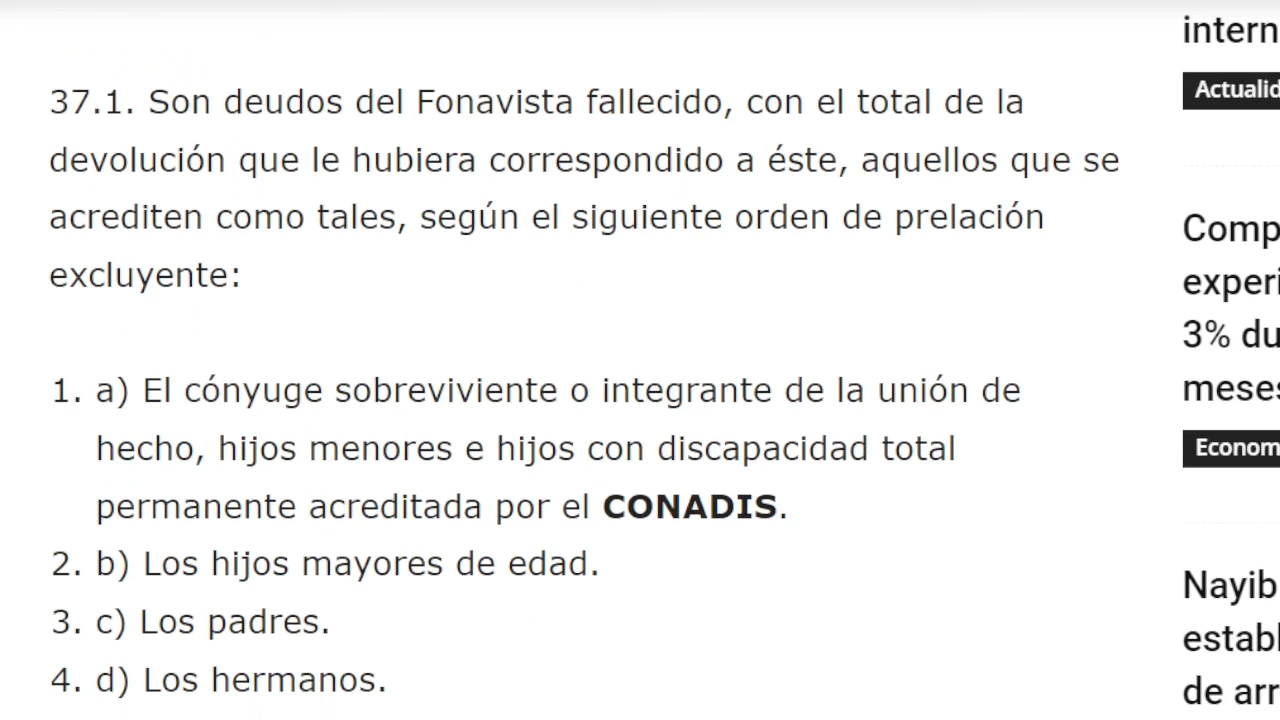 37.1. Son deudos del Fonavista fallecido, con el total de la
devolución que le hubiera correspondido a éste, aquellos que se
acrediten como tales, según el siguiente orden de prelación
excluyente:
1. a) El cónyuge sobreviviente o integrante de la unión de
hecho, hijos menores e hijos con discapacidad total
permanente acreditada por el CONADIS.
2. b) Los hijos mayores de edad.
3. c) Los padres.
4. d) Los hermanos.
intern
Actualid
Comp
experi
3% du
meses
Econom
Nayib
establ
de arr